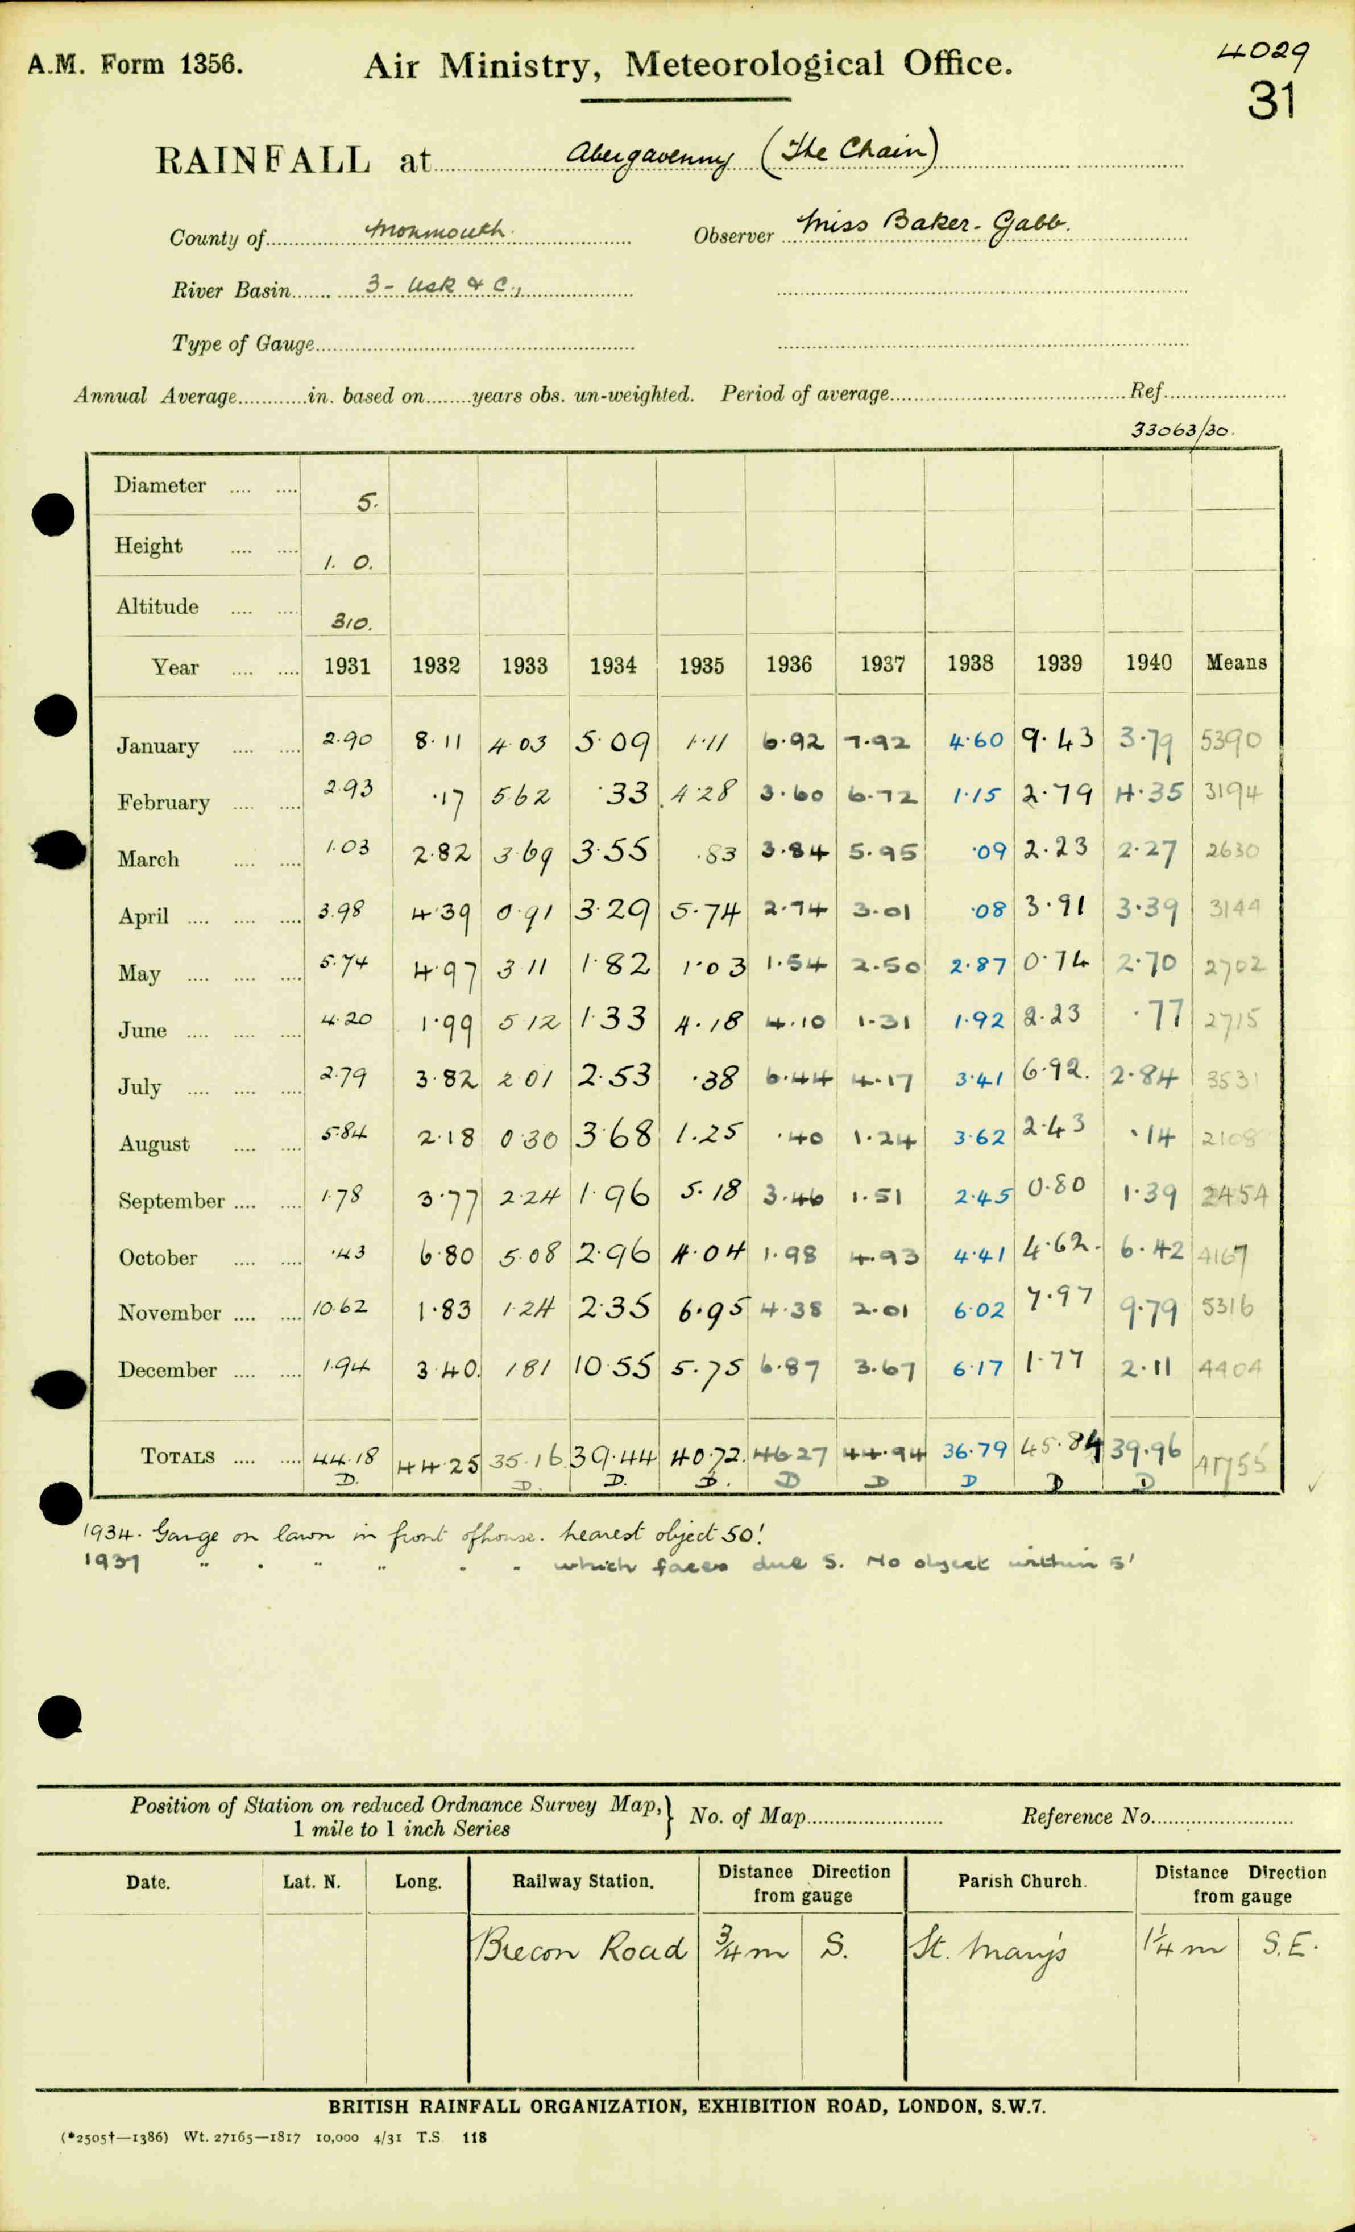 A.M. Form 1356. Air Ministry, Meteorological Office. 4029
31
RAINFALL at Abergavenny (The Chain)
County of Monmouth. Observer Miss Baker-Gabb.
River Basin 3 - Usk & C.,
Type of Gauge
Annual Average in. based on years obs. un-weighted. Period of average Ref.
33063/30.
Diameter 5.
Height 1. 0.
Altitude 310.
Year 1931 1932 1933 1934 1935 1936 1937 1938 1939 1940 Means
January 2.90 8.11 4.03 5.09 1.11 6.92 7.92 4.60 9.43 3.79 5390
February 2.93 .17 5.62 .33 4.28 3.60 6.72 1.15 2.79 4.35 3194
March 1.03 2.82 3.69 3.55 .83 3.84 5.95 .09 2.23 2.27 2630
April 3.98 4.39 0.91 3.29 5.74 2.74 3.01 .08 3.91 3.39 3144
May 5.74 4.97 3.11 1.82 1.03 1.54 2.50 2.87 0.74 2.70 2702
June 4.20 1.99 5.12 1.33 4.18 4.10 1.31 1.92 2.23 .77 2715
July 2.79 3.82 2.01 2.53 .38 6.44 4.17 3.41 6.92. 2.84 3531
August 5.84 2.18 0.30 3.68 1.25 .40 1.24 3.62 2.43 .14 2108
September 1.78 3.77 2.24 1.96 5.18 3.46 1.51 2.45 0.80 1.39 2454
October .43 6.80 5.08 2.96 4.04 1.98 4.93 4.41 4.62. 6.42 4167
November 10.62 1.83 1.24 2.35 6.95 4.38 2.01 6.02 7.97 9.79 5316
December 1.94 3.40. 1.81 10.55 5.75 6.87 3.67 6.17 1.77 2.11 4404
TOTALS 44.18 44.25 35.16 39.44 40.72. 46.27 44.94 36.79 45.84 39.96 41755
D. D. D. D. D D D D D
1934. Gauge on lawn in front of house. nearest object 50'.
1937 " " " " " " which faces due S. No object within 5'
Position of Station on reduced Ordnance Survey Map, } No. of Map Reference No.
1 mile to 1 inch Series
Date. Lat. N. Long. Railway Station. Distance Direction from gauge Parish Church. Distance Direction from gauge
Brecon Road 3/4 m S. St. Mary's 1 1/4 m S.E.
BRITISH RAINFALL ORGANIZATION, EXHIBITION ROAD, LONDON, S.W.7.
(*2505†—1386) Wt. 27165—1817 10,000 4/31 T.S. 118